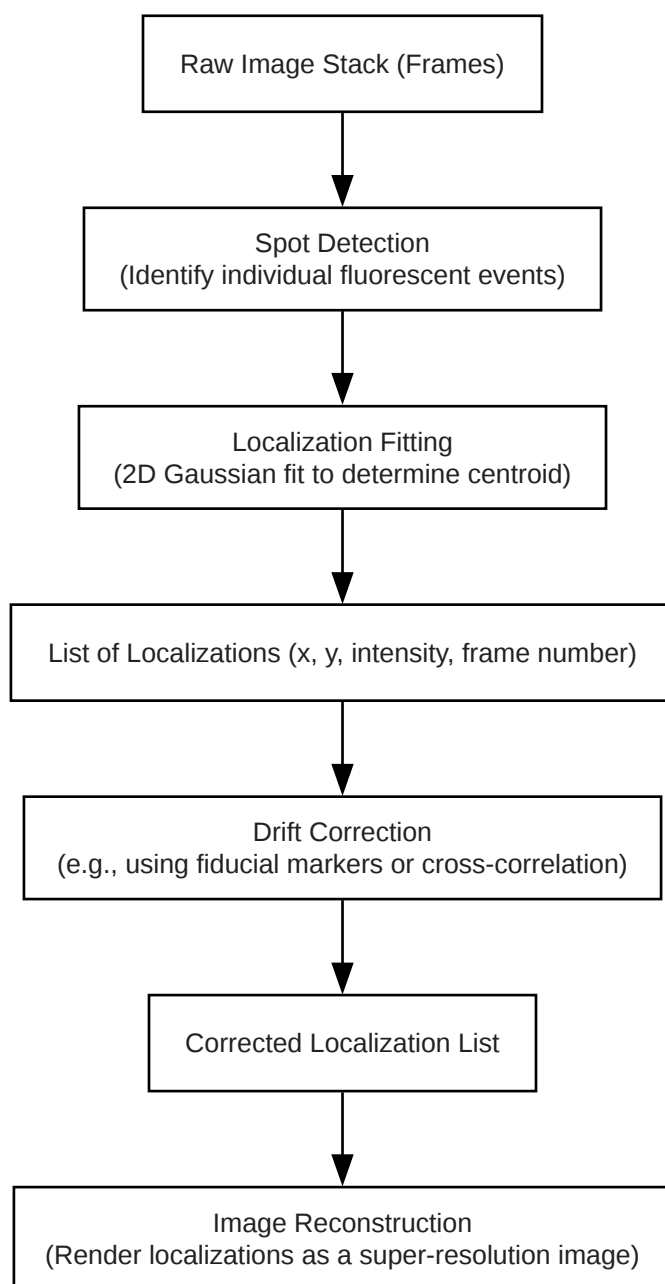 Raw Image Stack (Frames)
Spot Detection
(Identify individual fluorescent events)
Localization Fitting
(2D Gaussian fit to determine centroid)
List of Localizations (x, y, intensity, frame number)
Drift Correction
(e.g., using fiducial markers or cross-correlation)
Corrected Localization List
Image Reconstruction
(Render localizations as a super-resolution image)